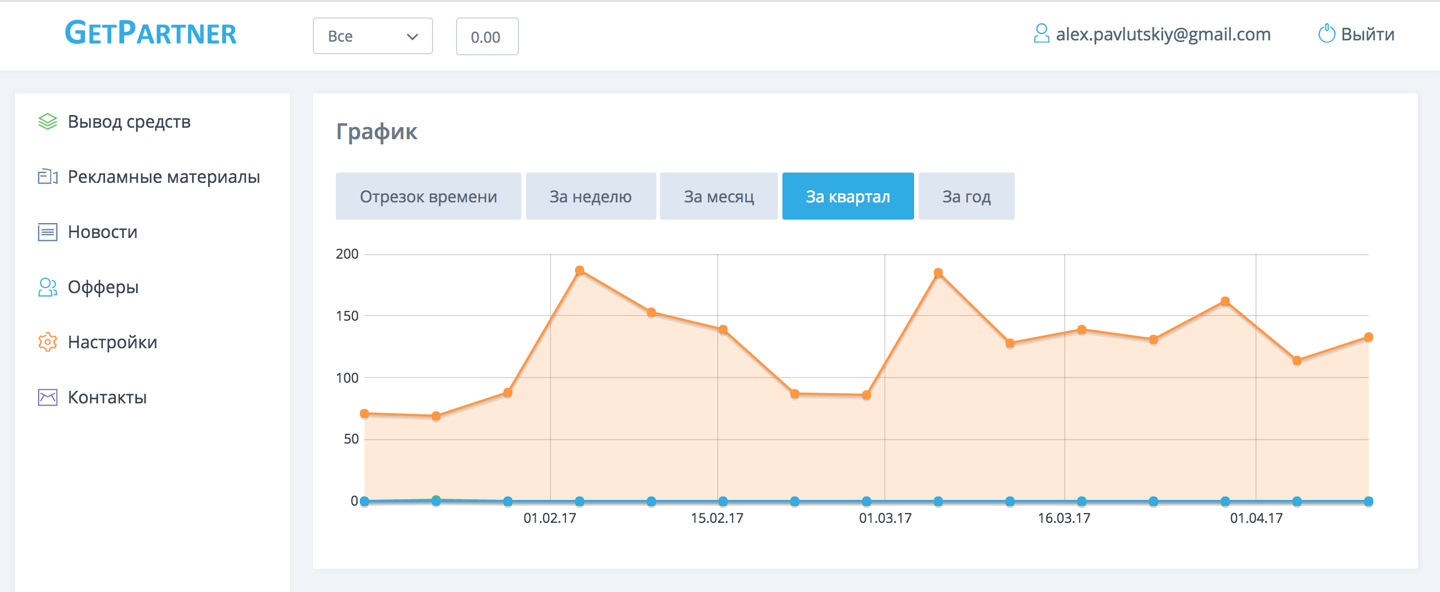 GETPARTNER
Все
0.00
alex.pavlutskiy@gmail.com
Выйти
Вывод средств
Рекламные материалы
Новости
Офферы
Настройки
Контакты
График
Отрезок времени
За неделю
За месяц
За квартал
За год
200
150
100
50
0
01.02.17
15.02.17
01.03.17
16.03.17
01.04.17